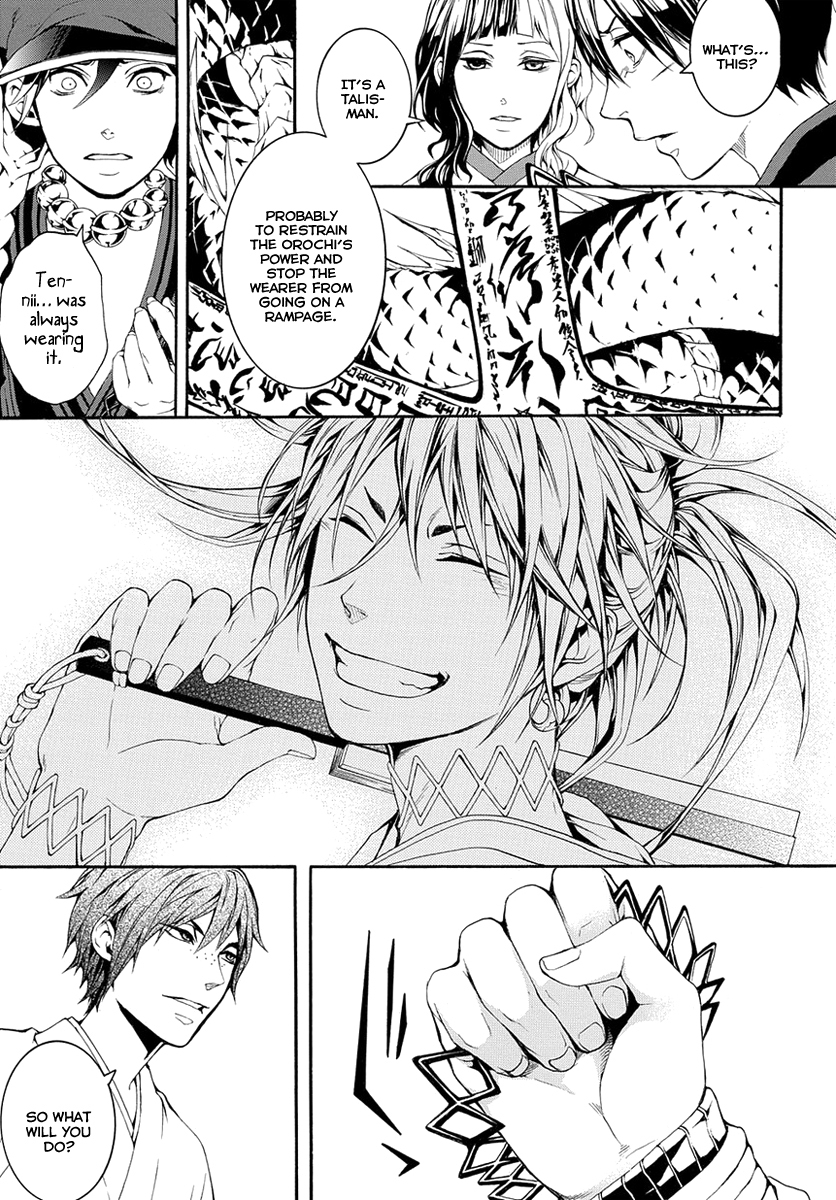 WHAT'S...
THIS?
IT'S A
TALIS-
MAN.
PROBABLY
TO RESTRAIN
THE OROCHI'S
POWER AND
STOP THE
WEARER FROM
GOING ON A
RAMPAGE.
Ten-
nii... was
always
wearing
it.
SO WHAT
WILL YOU
DO?